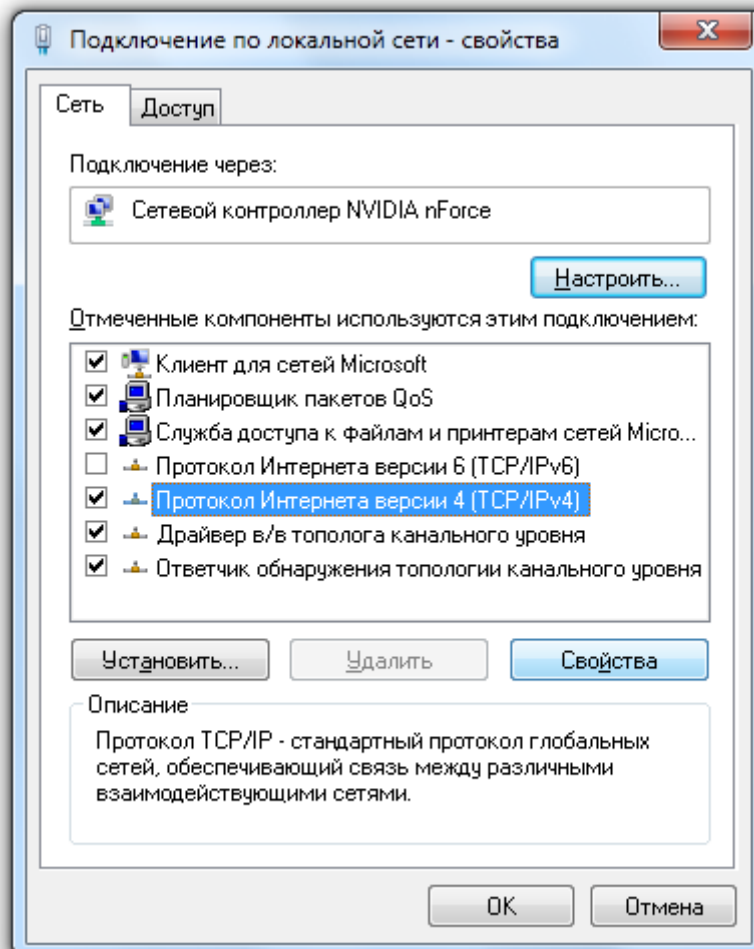 Подключение по локальной сети - свойства
Сеть
Доступ
Подключение через:
Сетевой контроллер NVIDIA nForce
Настроить...
Отмеченные компоненты используются этим подключением:
Клиент для сетей Microsoft
Планировщик пакетов QoS
Служба доступа к файлам и принтерам сетей Micro...
Протокол Интернета версии 6 (TCP/IPv6)
Протокол Интернета версии 4 (TCP/IPv4)
Драйвер в/в тополога канального уровня
Ответчик обнаружения топологии канального уровня
Установить...
Удалить
Свойства
Описание
Протокол TCP/IP - стандартный протокол глобальных
сетей, обеспечивающий связь между различными
взаимодействующими сетями.
OK
Отмена